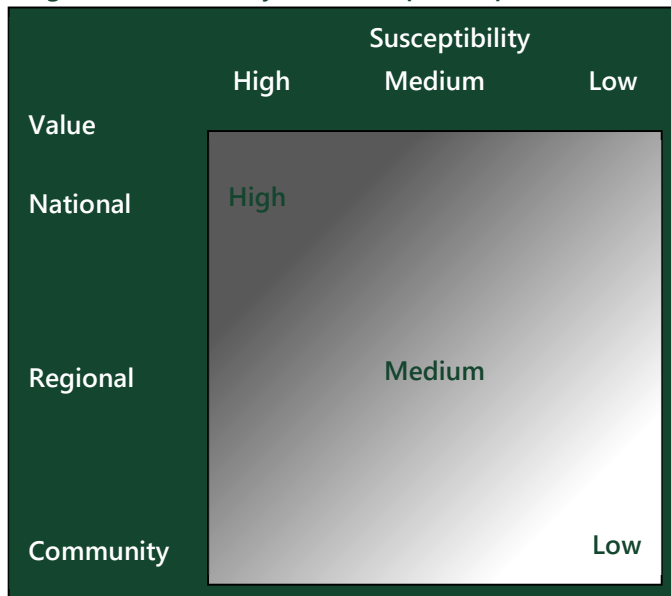 Susceptibility
High Medium Low
Value
National High
Regional Medium
Community Low